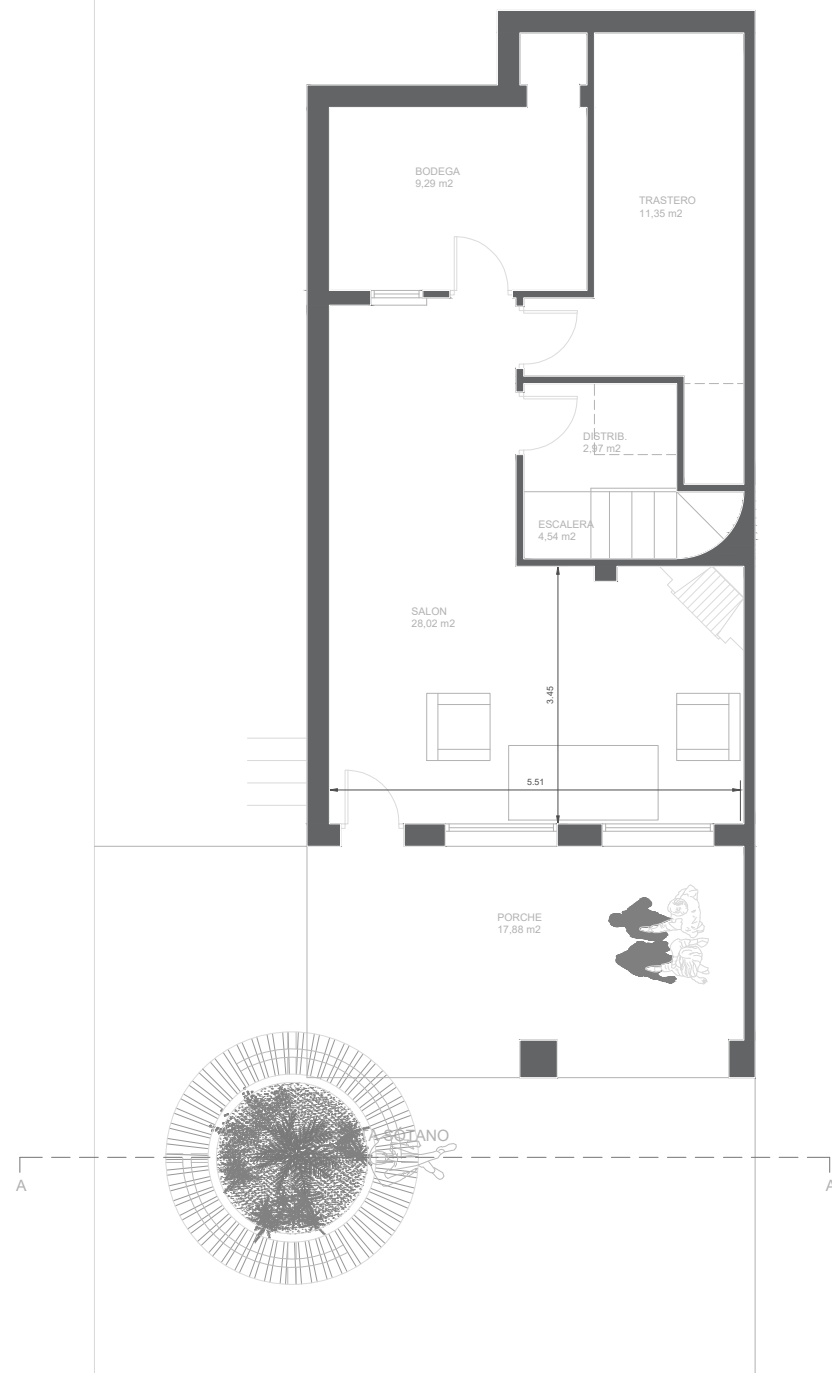 BODEGA
9,29 m2
TRASTERO
11,35 m2
DISTRIB.
2,97 m2
ESCALERA
4,54 m2
SALON
28,02 m2
3.45
5.51
PORCHE
17,88 m2
SÓTANO
A
A